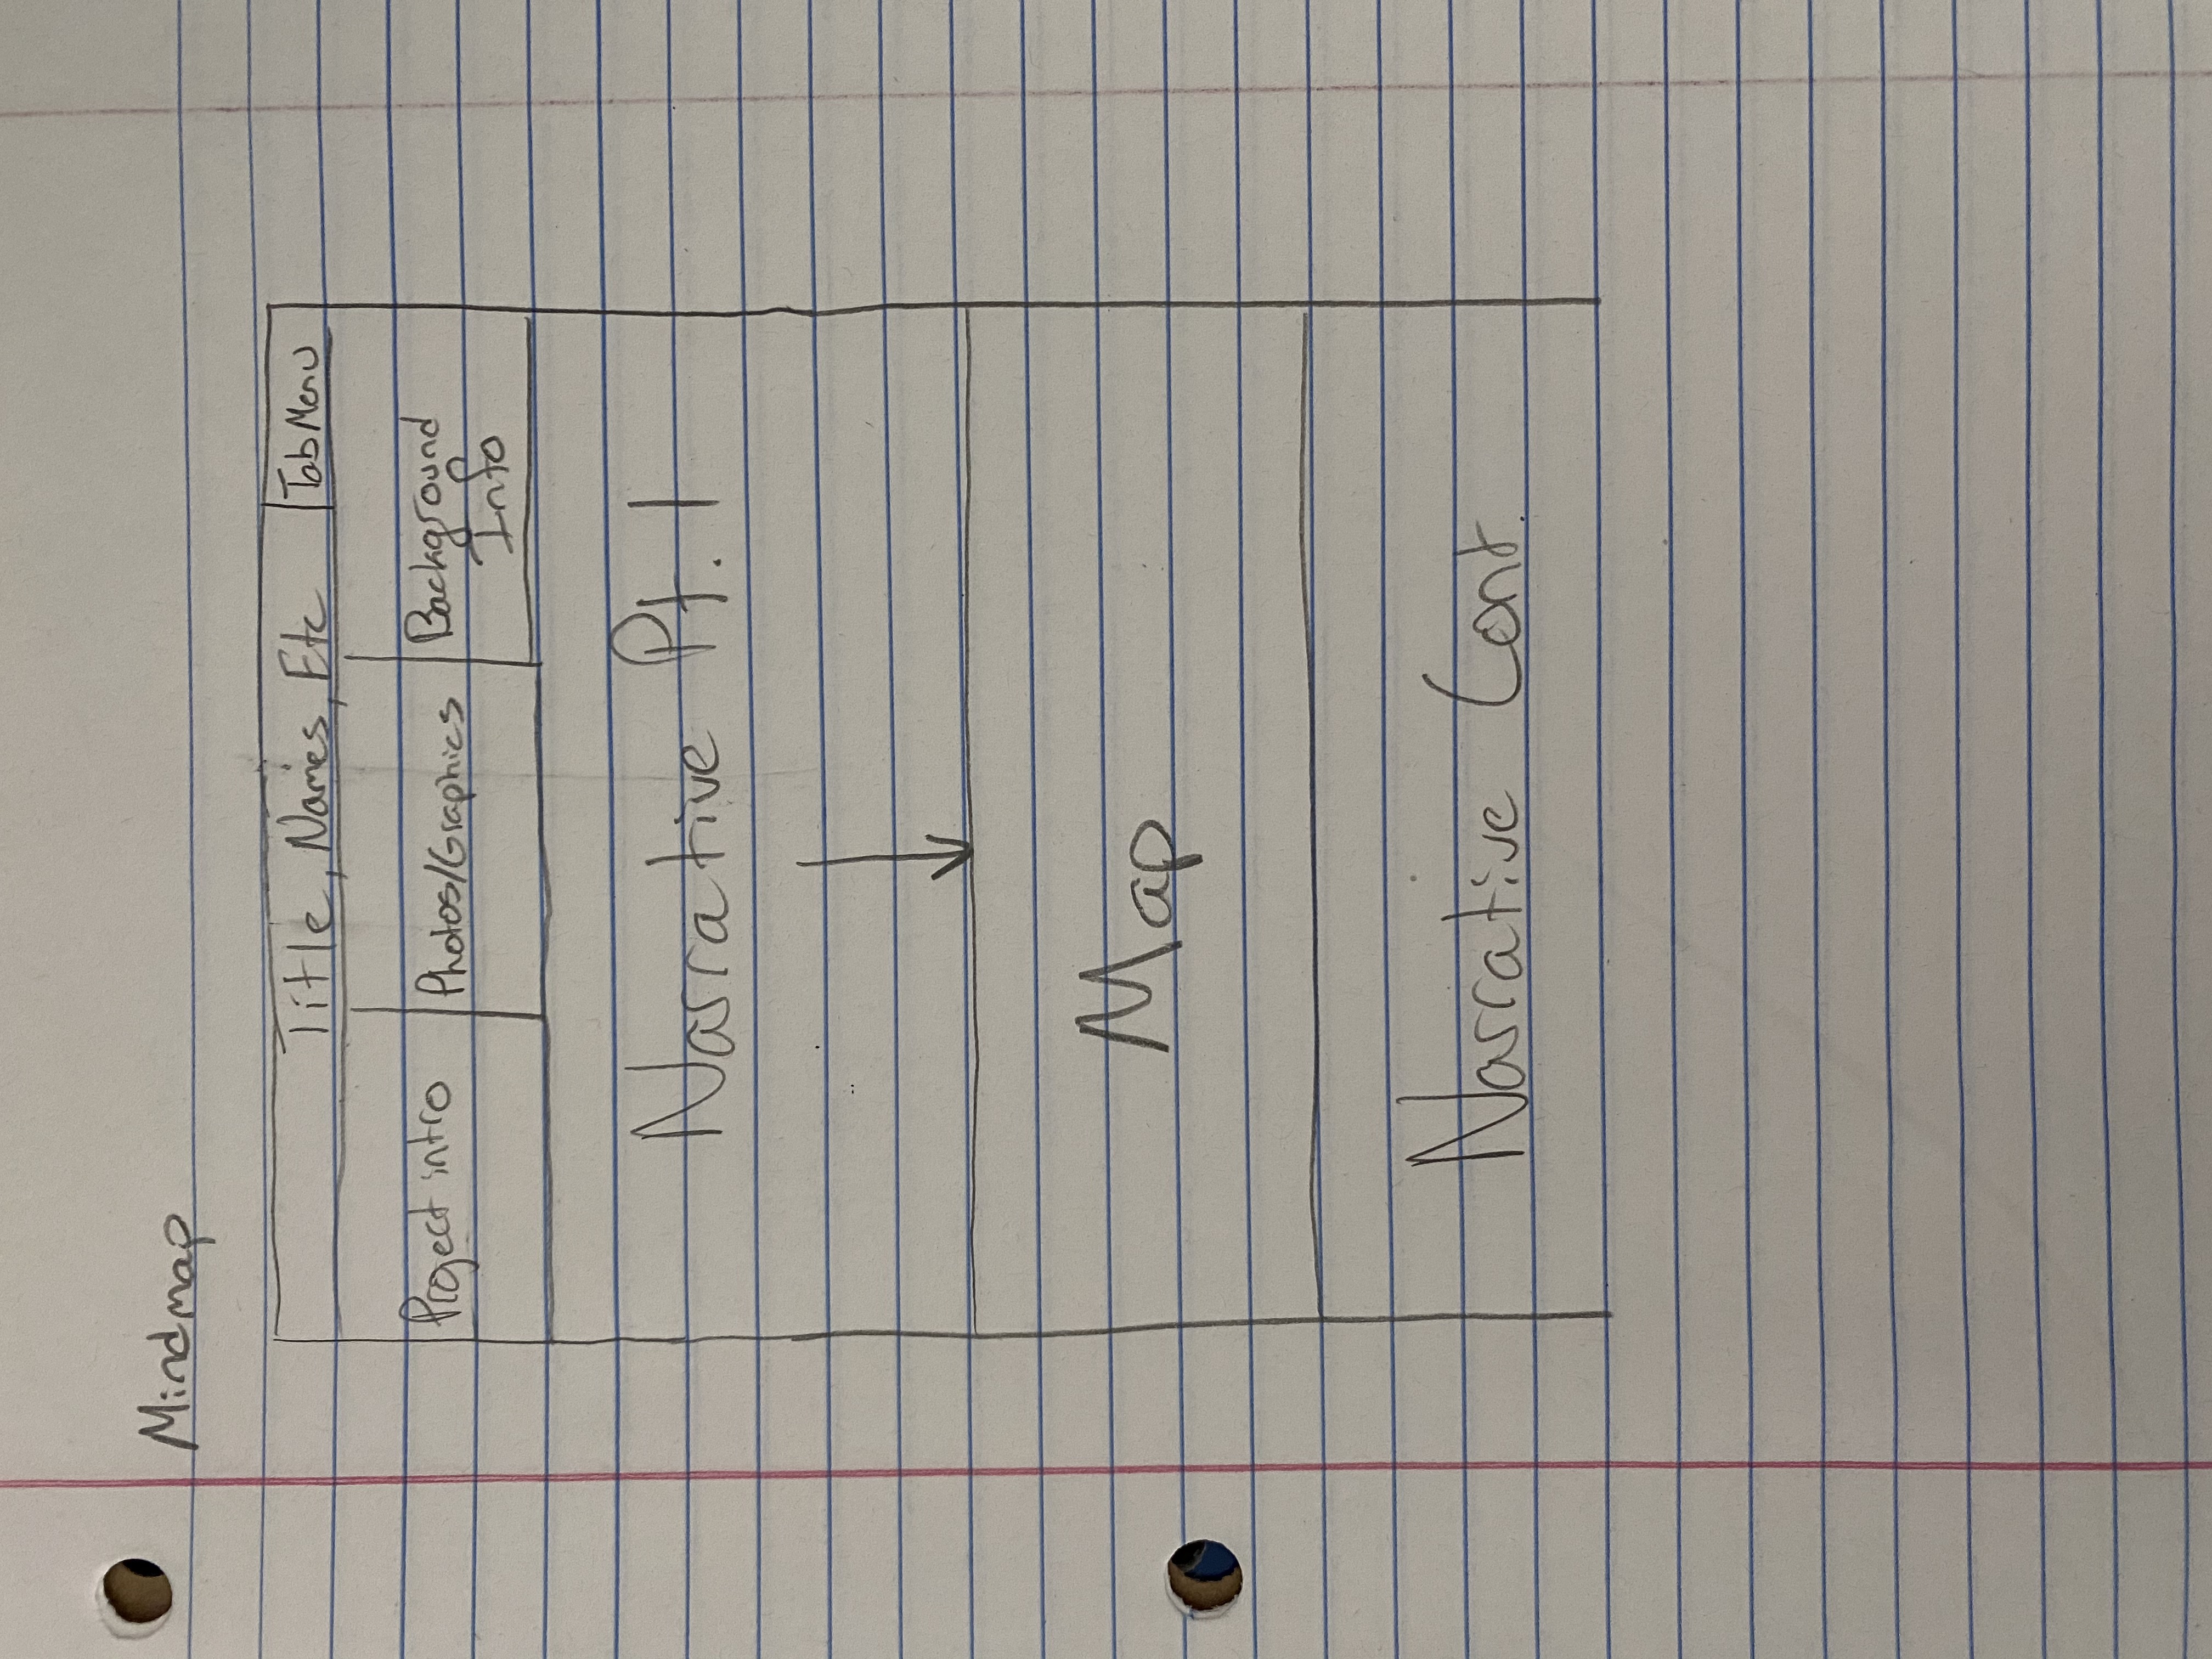 Mindmap
Title, Names, Etc
Tab Menu
Project intro
Photos/Graphics
Background
Info
Narrative Pt. 1
Map
Narrative Cont.